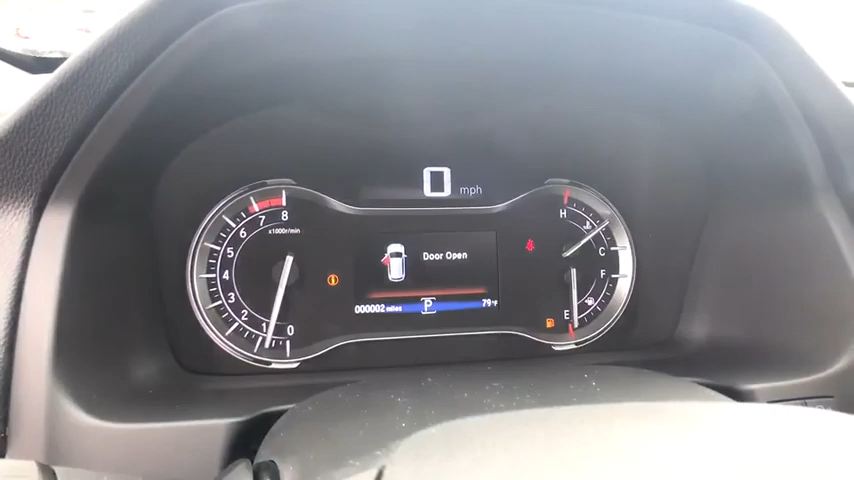 0 mph
8
7
6
5
4
3
2
1
0
x1000r/min
Door Open
000002 miles
P
79°F
H
C
F
E